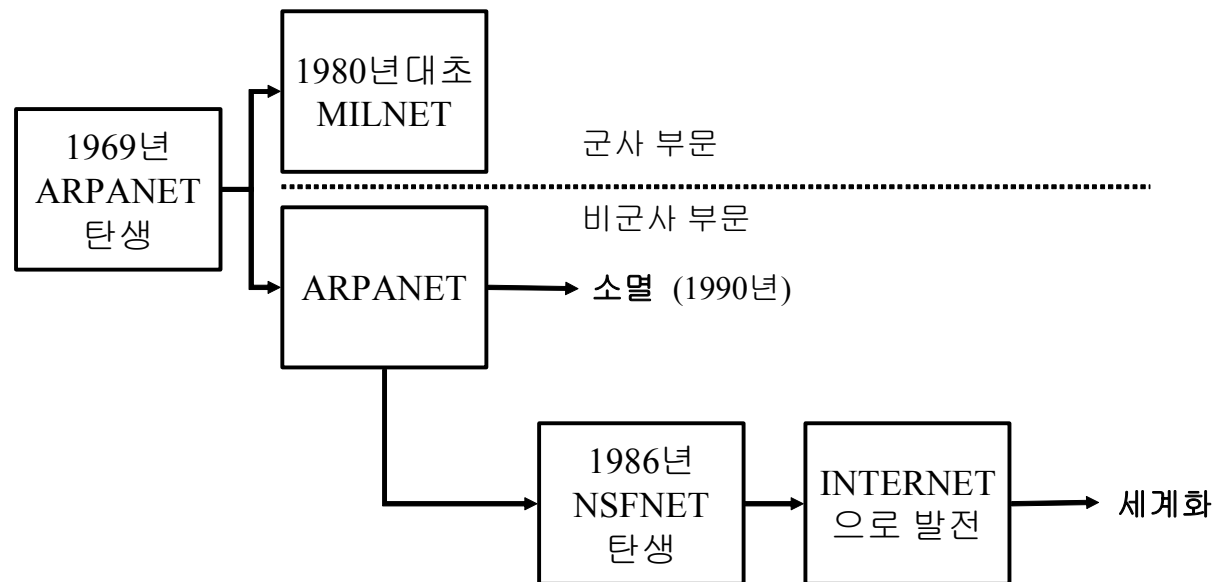 1980년대초
MILNET
1969년
ARPANET
탄생
군사 부문
비군사 부문
ARPANET
소멸 (1990년)
1986년
NSFNET
탄생
INTERNET
으로 발전
세계화